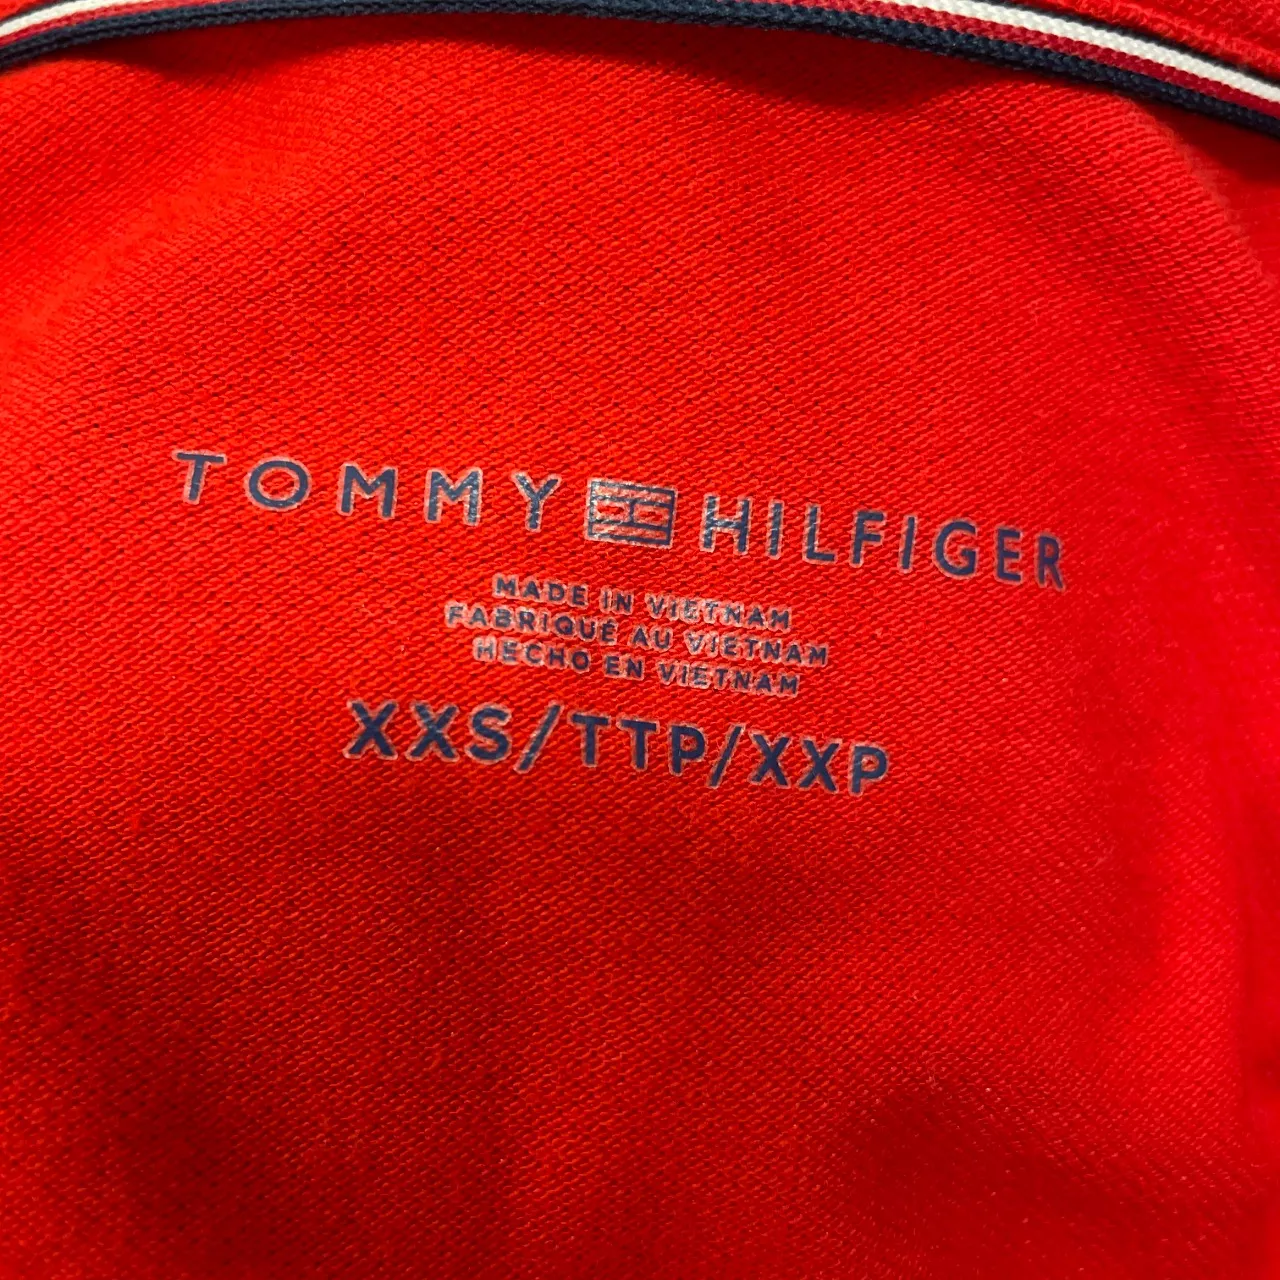 TOMMY HILFIGER
MADE IN VIETNAM
FABRIQUÉ AU VIETNAM
HECHO EN VIETNAM
XXS/TTP/XXP